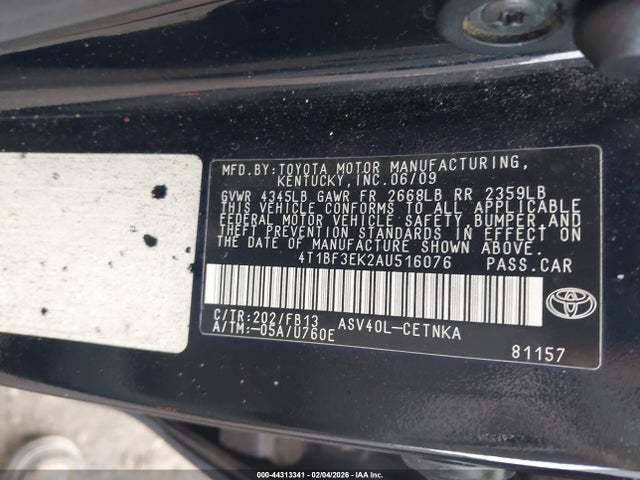 MFD.BY:TOYOTA MOTOR MANUFACTURING,
KENTUCKY,INC.06/09
GVWR 4345LB GAWR FR 2668LB RR 2359LB
THIS VEHICLE CONFORMS TO ALL APPLICABLE
FEDERAL MOTOR VEHICLE SAFETY, BUMPER AND
THEFT PREVENTION STANDARDS IN EFFECT ON
THE DATE OF MANUFACTURE SHOWN ABOVE.
4T1BF3EK2AU516076 PASS.CAR
C/TR:202/FB13 ASV40L-CETNKA
A/TM:-05A/U760E
81157
000-44313341 - 02/04/2026 - IAA Inc.